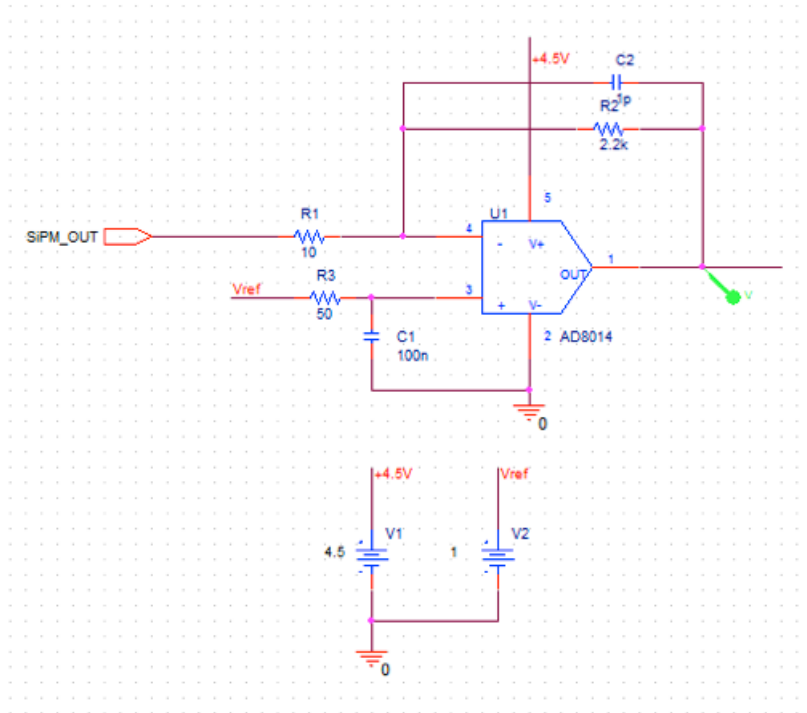 +4.5V
C2
1p
R2
2.2k
5
R1
U1
SiPM_OUT
4
-
V+
10
1
OUT
R3
Vref
3
V
50
+
V-
C1
2
AD8014
100n
0
+4.5V
Vref
V1
V2
4.5
1
0